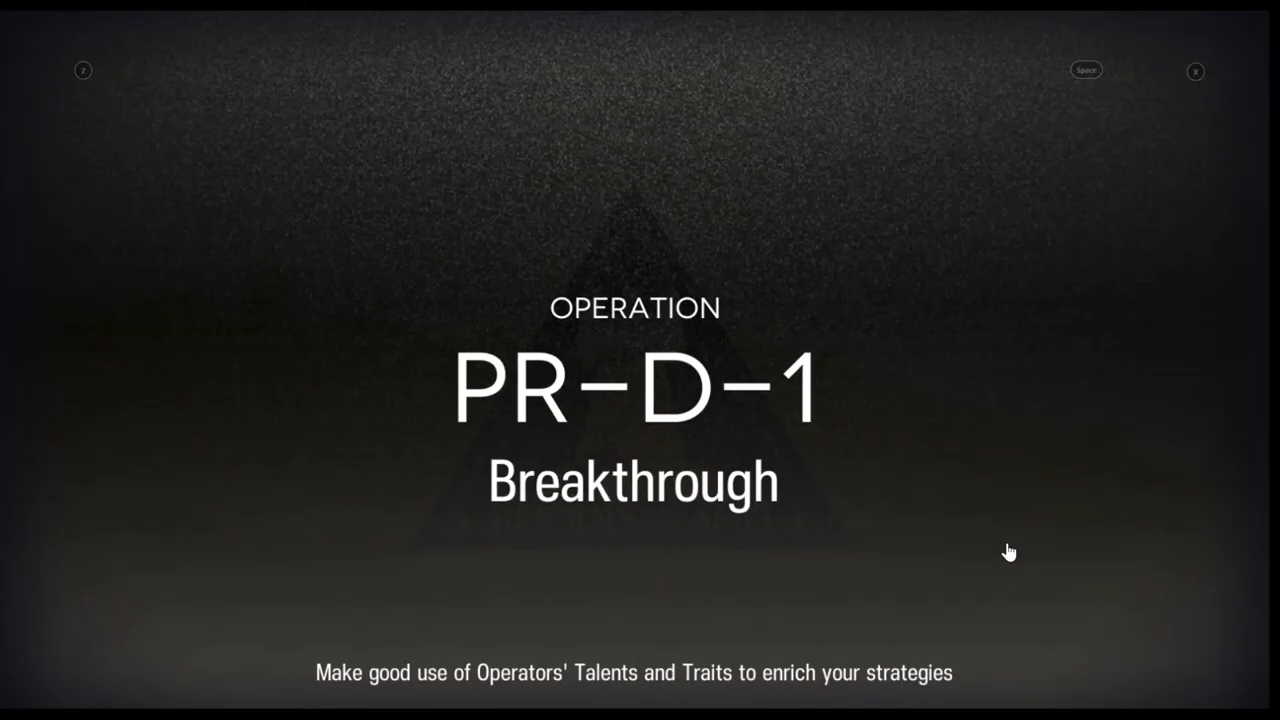 Z
Space
X
OPERATION
PR-D-1
Breakthrough
Make good use of Operators' Talents and Traits to enrich your strategies